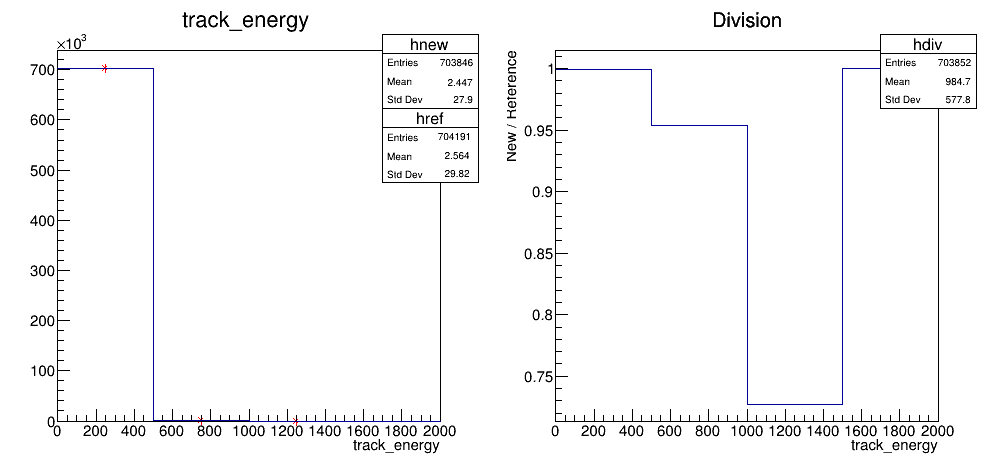 track_energy
×10³
hnew
Entries 703846
Mean 2.447
Std Dev 27.9
href
Entries 704191
Mean 2.564
Std Dev 29.82
700
600
500
400
300
200
100
0
0 200 400 600 800 1000 1200 1400 1600 1800 2000
track_energy
Division
hdiv
Entries 703852
Mean 984.7
Std Dev 577.8
New / Reference
1
0.95
0.9
0.85
0.8
0.75
0 200 400 600 800 1000 1200 1400 1600 1800 2000
track_energy